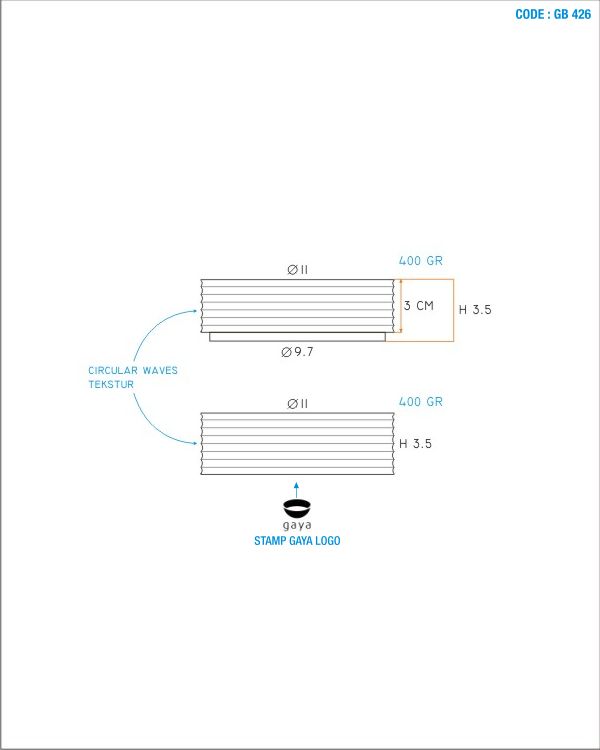 CODE : GB 426
Ø11
400 GR
3 CM
H 3.5
Ø9.7
CIRCULAR WAVES
TEKSTUR
Ø11
400 GR
H 3.5
gaya
STAMP GAYA LOGO